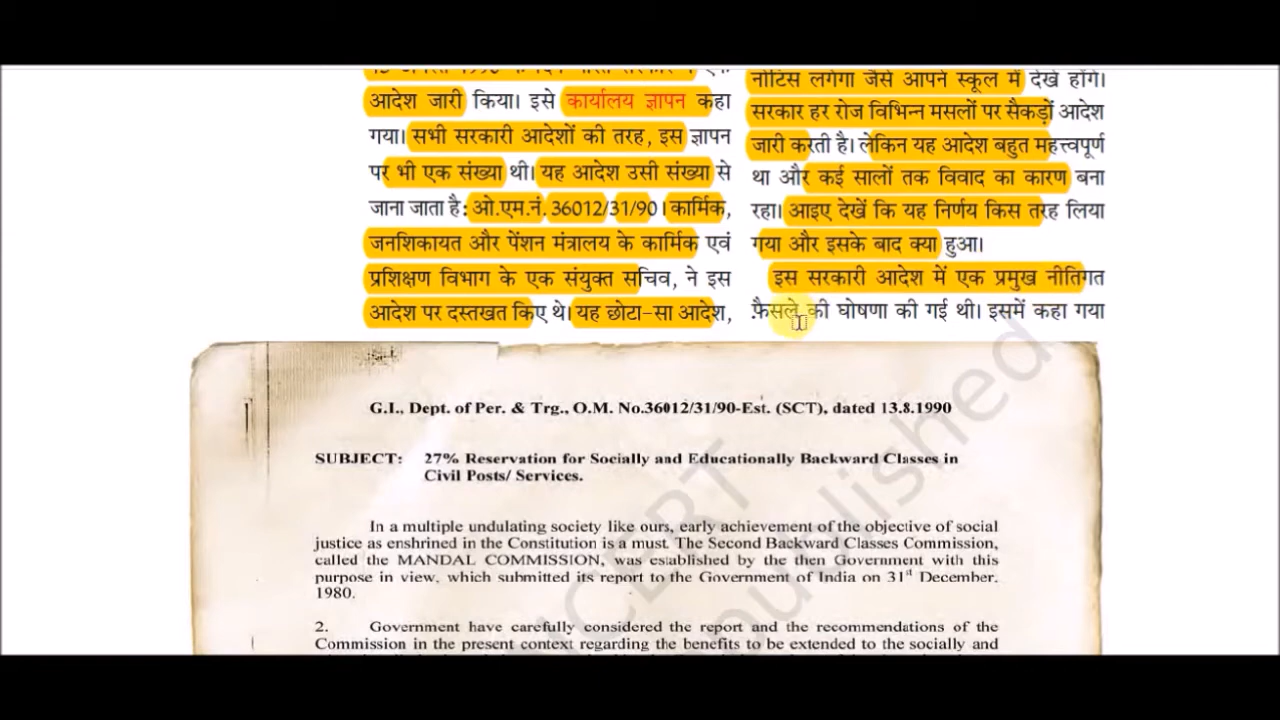 आदेश जारी किया। इसे कार्यालय ज्ञापन कहा
गया। सभी सरकारी आदेशों की तरह, इस ज्ञापन
पर भी एक संख्या थी। यह आदेश उसी संख्या से
जाना जाता है: ओ.एम.नं. 36012/31/90। कार्मिक,
जनशिकायत और पेंशन मंत्रालय के कार्मिक एवं
प्रशिक्षण विभाग के एक संयुक्त सचिव, ने इस
आदेश पर दस्तखत किए थे। यह छोटा-सा आदेश,
नोटिस लगेगा जैसे आपने स्कूल में देखे होंगे।
सरकार हर रोज विभिन्न मसलों पर सैकड़ों आदेश
जारी करती है। लेकिन यह आदेश बहुत महत्त्वपूर्ण
था और कई सालों तक विवाद का कारण बना
रहा। आइए देखें कि यह निर्णय किस तरह लिया
गया और इसके बाद क्या हुआ।
इस सरकारी आदेश में एक प्रमुख नीतिगत
फ़ैसले की घोषणा की गई थी। इसमें कहा गया
G.I., Dept. of Per. & Trg., O.M. No.36012/31/90-Est. (SCT), dated 13.8.1990
SUBJECT: 27% Reservation for Socially and Educationally Backward Classes in
Civil Posts/ Services.
In a multiple undulating society like ours, early achievement of the objective of social
justice as enshrined in the Constitution is a must. The Second Backward Classes Commission,
called the MANDAL COMMISSION, was established by the then Government with this
purpose in view, which submitted its report to the Government of India on 31st December,
1980.
2. Government have carefully considered the report and the recommendations of the
Commission in the present context regarding the benefits to be extended to the socially and
NCERT
published